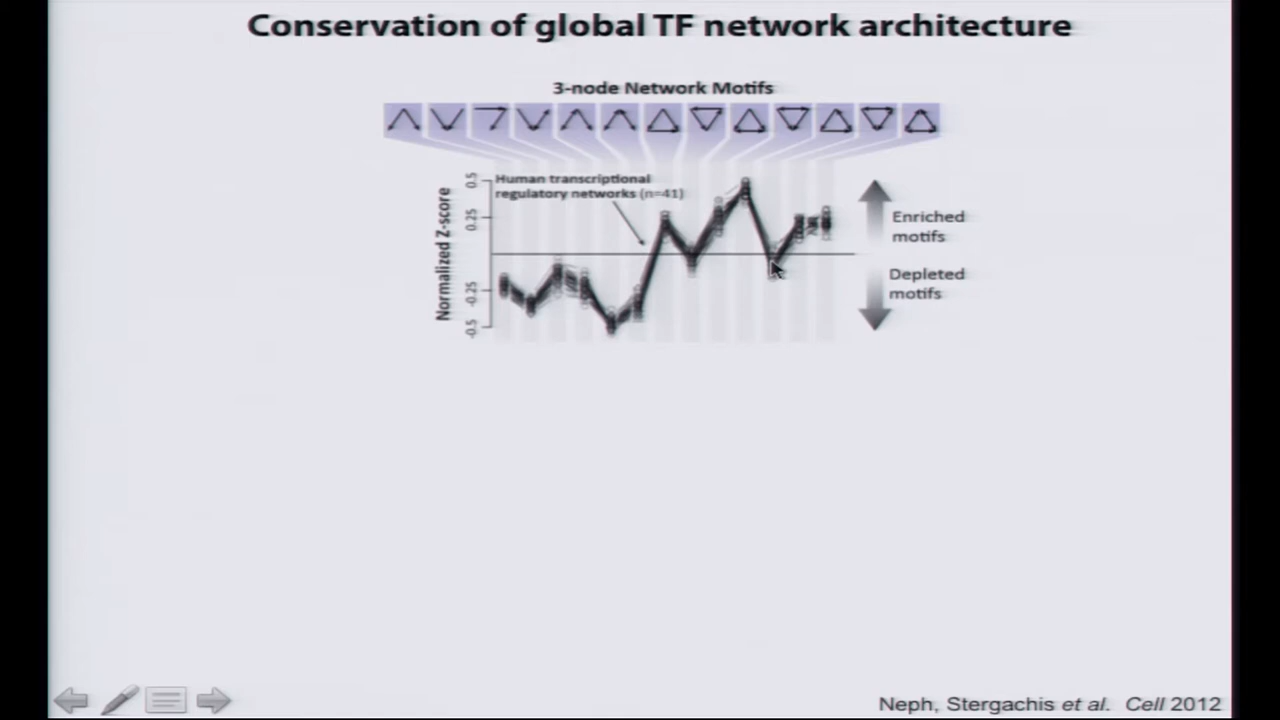 Conservation of global TF network architecture
3-node Network Motifs
Human transcriptional
regulatory networks (n=41)
Normalized Z-score
0.5
0.25
-0.25
-0.5
Enriched
motifs
Depleted
motifs
Neph, Stergachis et al. Cell 2012